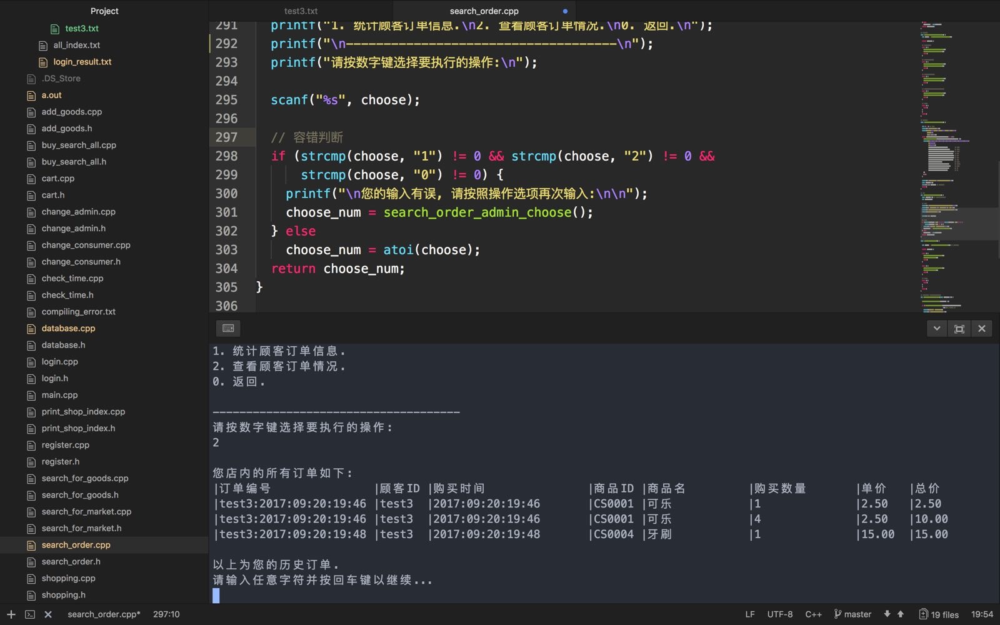 Project
test3.txt
all_index.txt
login_result.txt
.DS_Store
a.out
add_goods.cpp
add_goods.h
buy_search_all.cpp
buy_search_all.h
cart.cpp
cart.h
change_admin.cpp
change_admin.h
change_consumer.cpp
change_consumer.h
check_time.cpp
check_time.h
compiling_error.txt
database.cpp
database.h
login.cpp
login.h
main.cpp
print_shop_index.cpp
print_shop_index.h
register.cpp
register.h
search_for_goods.cpp
search_for_goods.h
search_for_market.cpp
search_for_market.h
search_order.cpp
search_order.h
shopping.cpp
shopping.h
test3.txt search_order.cpp
291 printf("1. 统计顾客订单信息.\n2. 查看顾客订单情况.\n0. 返回.\n");
292 printf("\n------------------------------------\n");
293 printf("请按数字键选择要执行的操作:\n");
294
295 scanf("%s", choose);
296
297 // 容错判断
298 if (strcmp(choose, "1") != 0 && strcmp(choose, "2") != 0 &&
299 strcmp(choose, "0") != 0) {
300 printf("\n您的输入有误, 请按照操作选项再次输入:\n\n");
301 choose_num = search_order_admin_choose();
302 } else
303 choose_num = atoi(choose);
304 return choose_num;
305 }
306
1. 统计顾客订单信息.
2. 查看顾客订单情况.
0. 返回.
-------------------------------------
请按数字键选择要执行的操作:
2
您店内的所有订单如下:
|订单编号 |顾客ID |购买时间 |商品ID |商品名 |购买数量 |单价 |总价
|test3:2017:09:20:19:46 |test3 |2017:09:20:19:46 |CS0001 |可乐 |1 |2.50 |2.50
|test3:2017:09:20:19:46 |test3 |2017:09:20:19:46 |CS0001 |可乐 |4 |2.50 |10.00
|test3:2017:09:20:19:48 |test3 |2017:09:20:19:48 |CS0004 |牙刷 |1 |15.00 |15.00
以上为您的历史订单.
请输入任意字符并按回车键以继续...
search_order.cpp* 297:10 LF UTF-8 C++ master 19 files 19:54